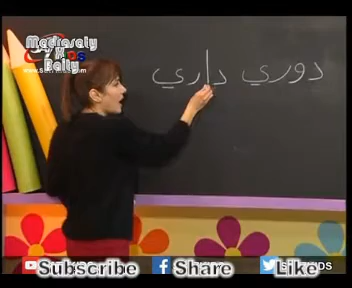 Madrasaty
Kids
Daily
دوري داري
Subscribe Share Like